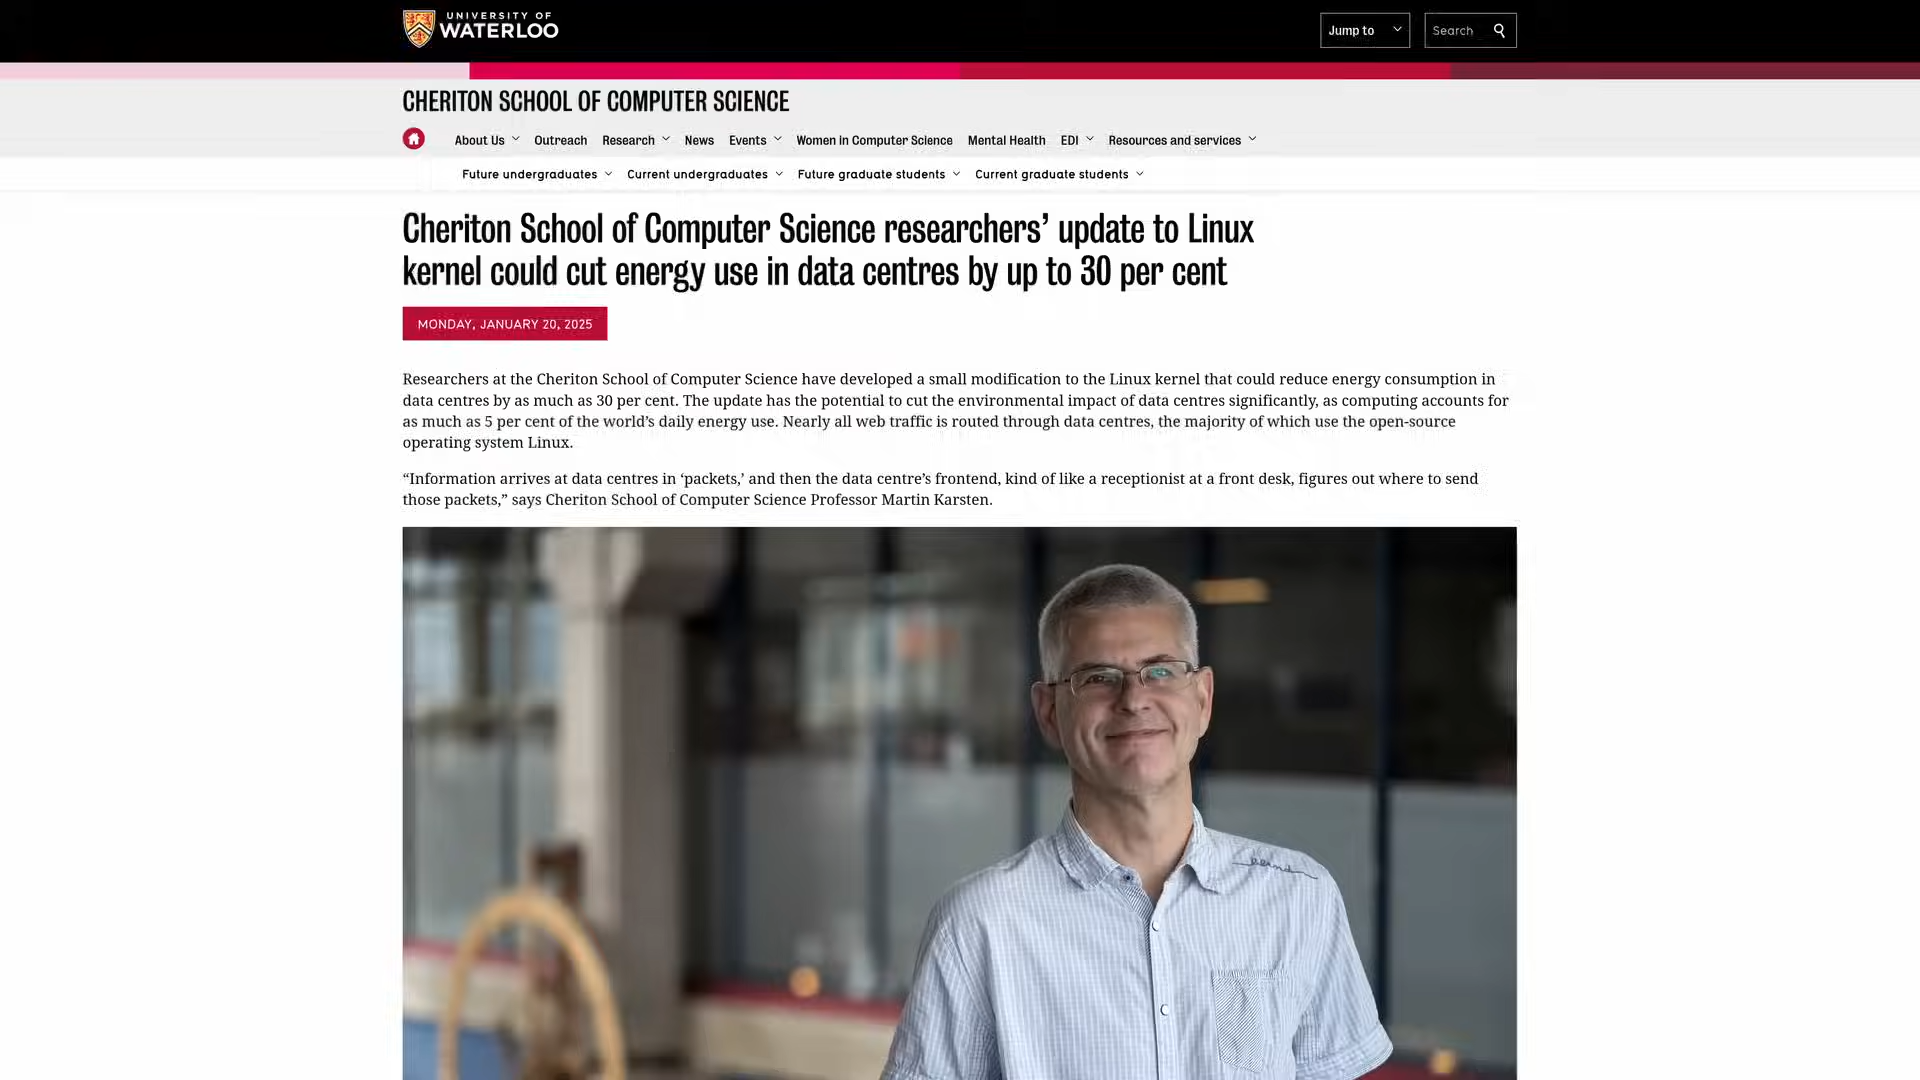 UNIVERSITY OF
WATERLOO
Jump to
Search
CHERITON SCHOOL OF COMPUTER SCIENCE
About Us Outreach Research News Events Women in Computer Science Mental Health EDI Resources and services
Future undergraduates Current undergraduates Future graduate students Current graduate students
Cheriton School of Computer Science researchers’ update to Linux
kernel could cut energy use in data centres by up to 30 per cent
MONDAY, JANUARY 20, 2025
Researchers at the Cheriton School of Computer Science have developed a small modification to the Linux kernel that could reduce energy consumption in
data centres by as much as 30 per cent. The update has the potential to cut the environmental impact of data centres significantly, as computing accounts for
as much as 5 per cent of the world’s daily energy use. Nearly all web traffic is routed through data centres, the majority of which use the open-source
operating system Linux.
“Information arrives at data centres in ‘packets,’ and then the data centre’s frontend, kind of like a receptionist at a front desk, figures out where to send
those packets,” says Cheriton School of Computer Science Professor Martin Karsten.